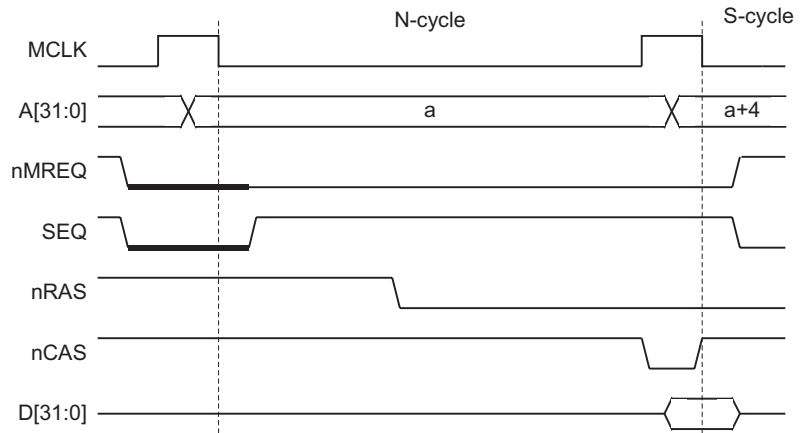 N-cycle
S-cycle
MCLK
A[31:0]
a
a+4
nMREQ
SEQ
nRAS
nCAS
D[31:0]